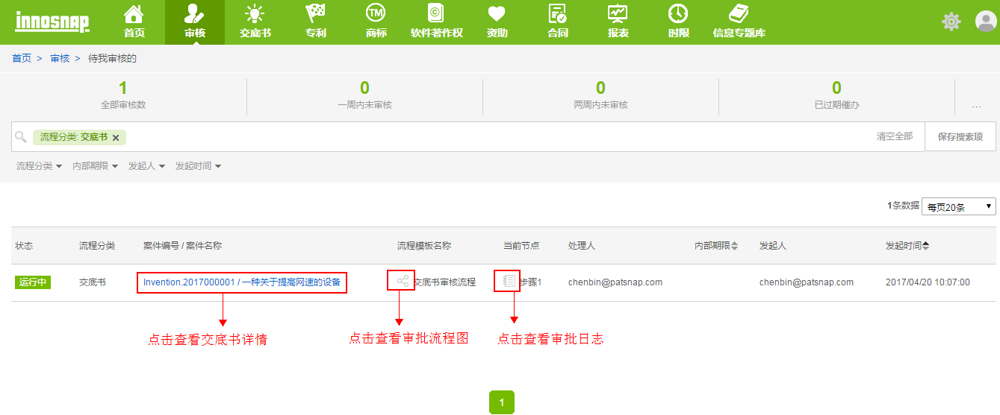 innosnap
首页 审核 交底书 TM 专利 商标 © 软件著作权 资助 合同 报表 时限 信息专题库
首页 > 审核 > 待我审核的
1 0 0 0
全部审核数 一周内未审核 两周内未审核 已过期催办 ...
流程分类: 交底书 × 清空全部 保存搜索项
流程分类 内部期限 发起人 发起时间
1条数据 每页20条
状态 流程分类 案件编号 / 案件名称 流程模板名称 当前节点 处理人 内部期限 发起人 发起时间
运行中 交底书 Invention.2017000001 / 一种关于提高网速的设备 交底书审核流程 步骤1 chenbin@patsnap.com chenbin@patsnap.com 2017/04/20 10:07:00
点击查看交底书详情 点击查看审批流程图 点击查看审批日志
1